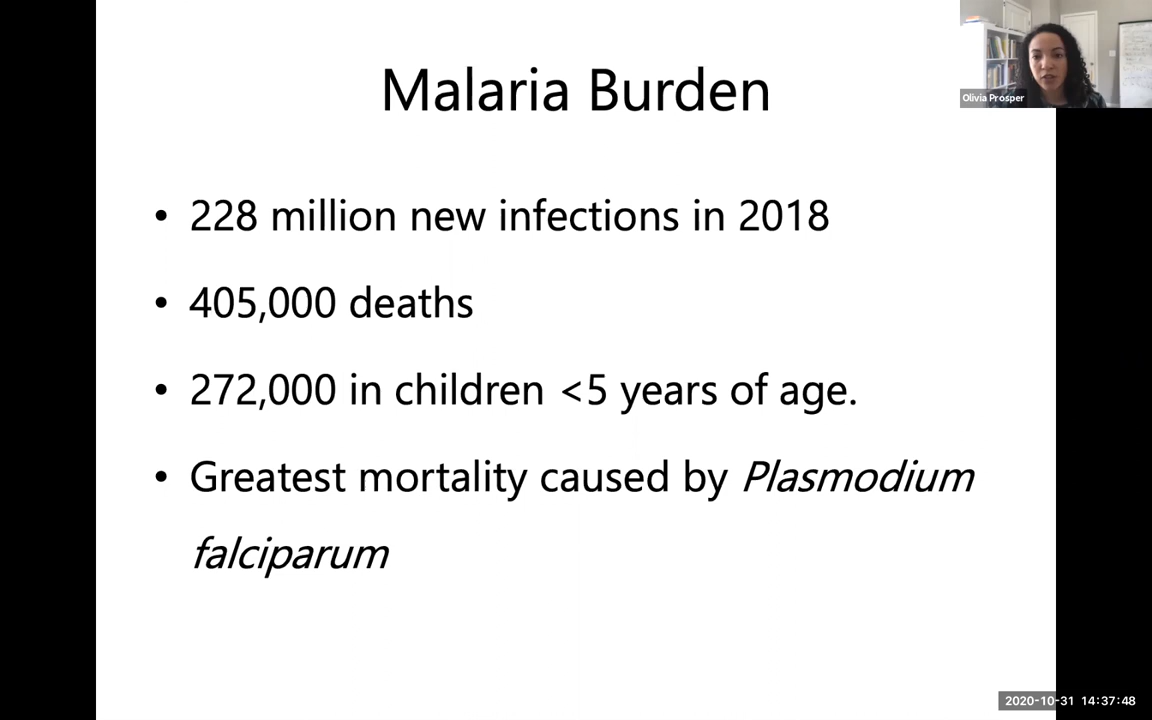 Malaria Burden
Olivia Prosper
• 228 million new infections in 2018
• 405,000 deaths
• 272,000 in children <5 years of age.
• Greatest mortality caused by Plasmodium
falciparum
2020-10-31 14:37:48